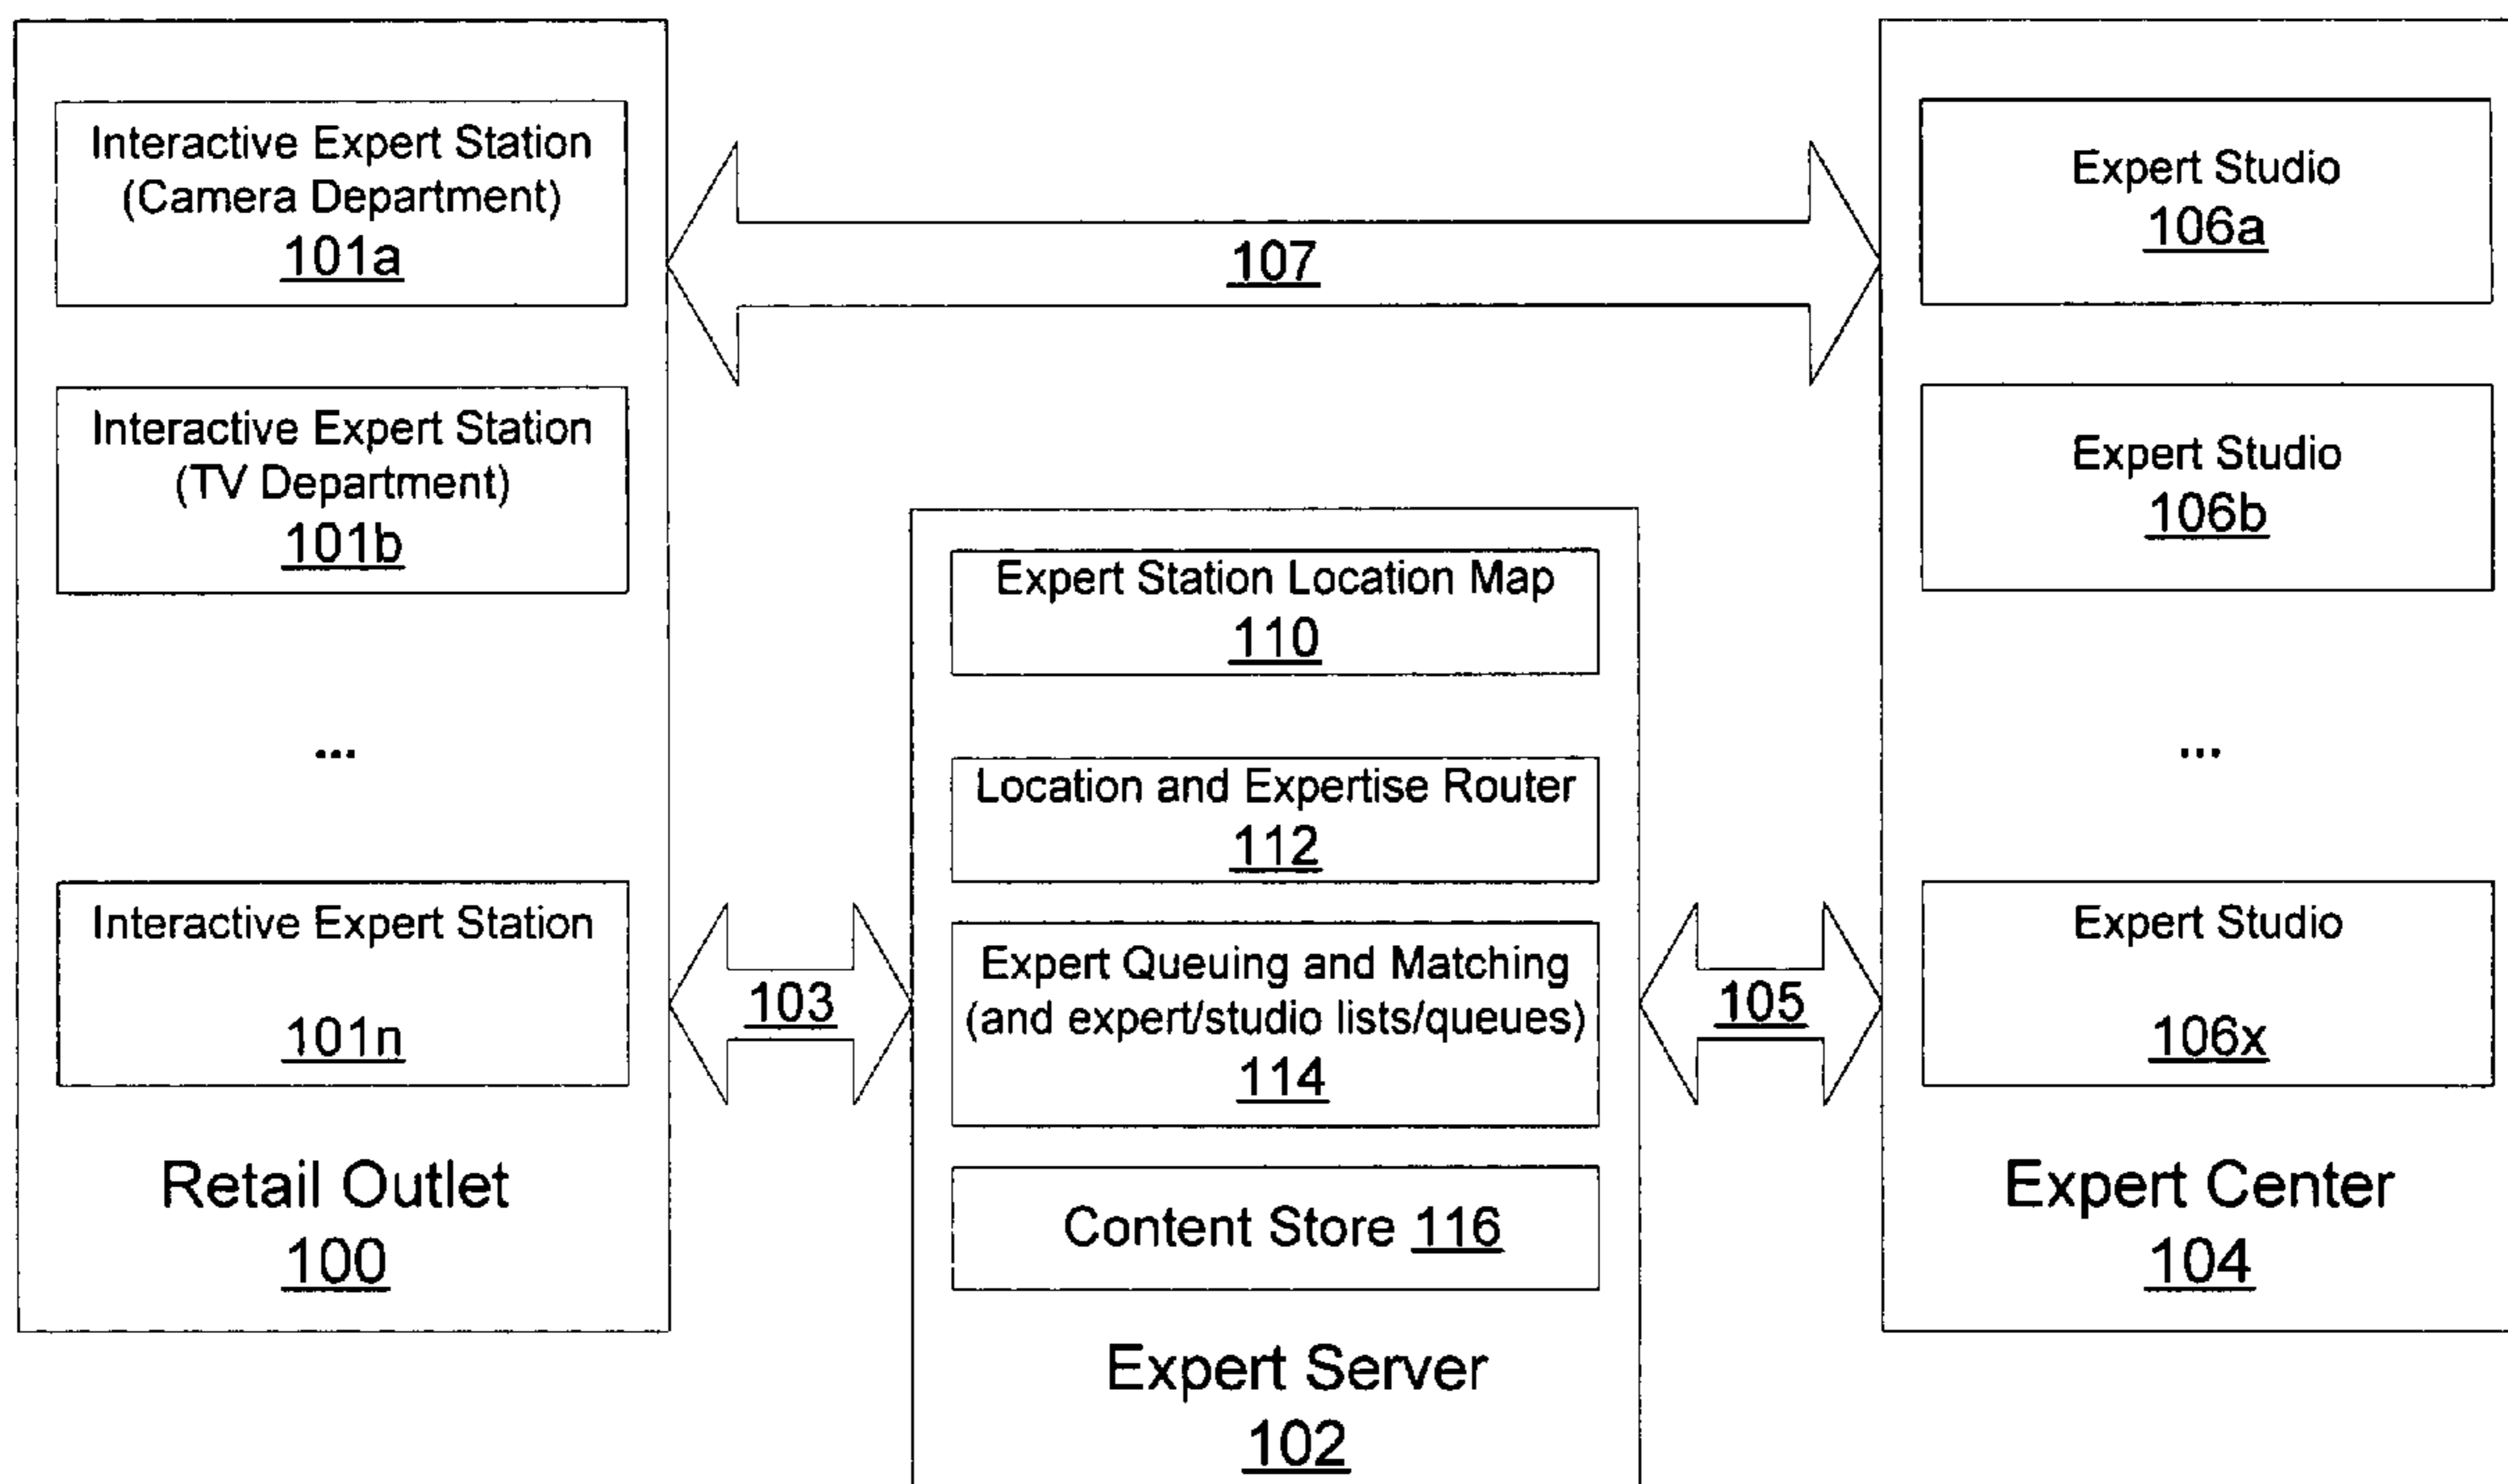 Interactive Expert Station
(Camera Department)
101a
Interactive Expert Station
(TV Department)
101b
...
Interactive Expert Station
101n
Retail Outlet
100
107
103
Expert Station Location Map
110
Location and Expertise Router
112
Expert Queuing and Matching
(and expert/studio lists/queues)
114
Content Store 116
Expert Server
102
105
Expert Studio
106a
Expert Studio
106b
...
Expert Studio
106x
Expert Center
104